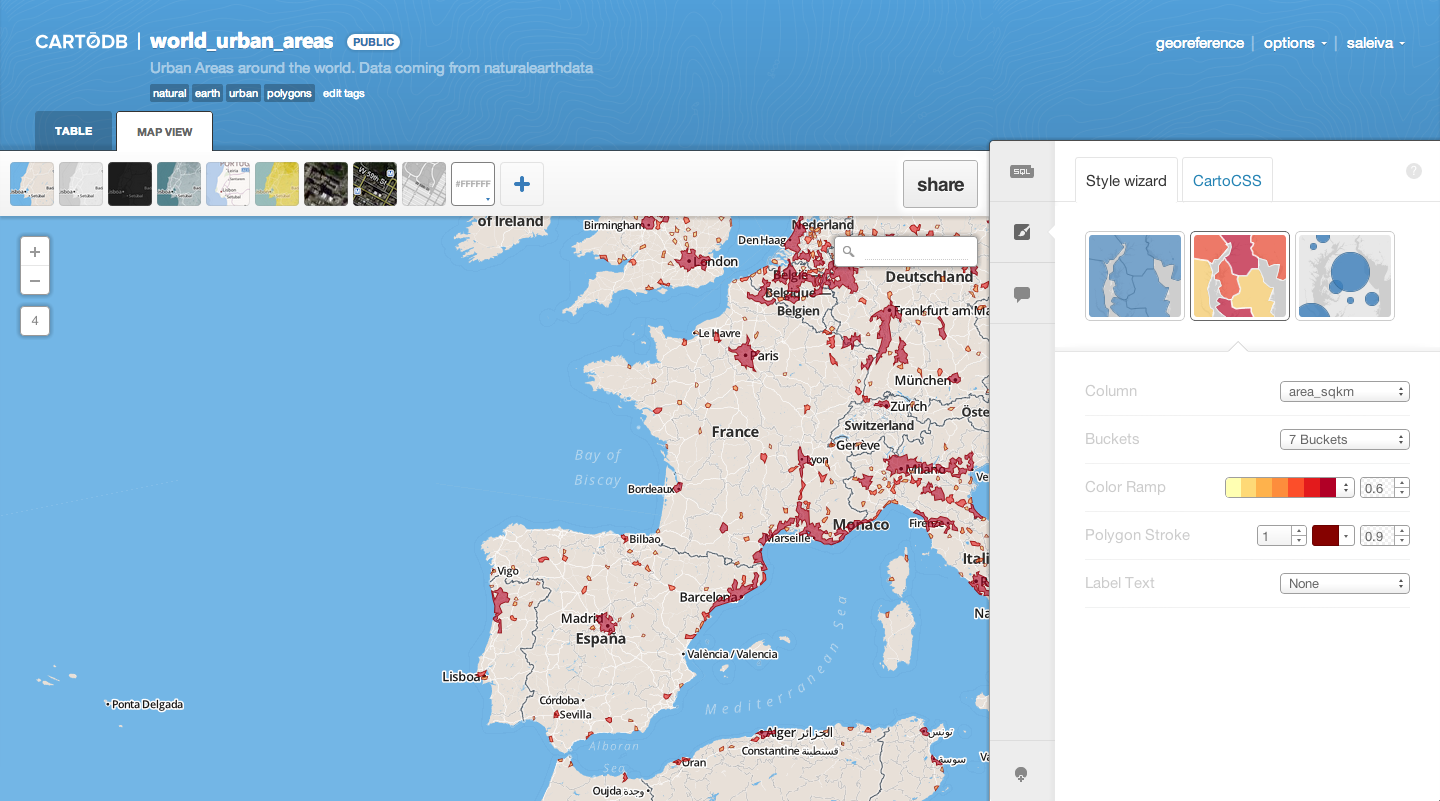 CARTODB | world_urban_areas PUBLIC
georeference | options | saleiva
Urban Areas around the world. Data coming from naturalearthdata
natural earth urban polygons edit tags
TABLE
MAP VIEW
#FFFFFF
+
share
SQL
Style wizard
CartoCSS
?
+
−
4
of Ireland
Birmingham
Nederland
Den Haag
London
België
Belgique
Belgien
Deutschland
Frankfurt am Ma
Le Havre
Paris
München
Zürich
Öste
Switzerland
Genève
France
Lyon
Milano
Ve
Bay of
Biscay
Bordeaux
Monaco
Firenze
Marseille
Bilbao
Itali
Vigo
R
Barcelona
Na
Madrid
España
València / Valencia
Lisboa
Mediterranean Sea
Ponta Delgada
Córdoba
Sevilla
Alger الجزائر
تونس
Constantine قسنطينة
سوسة
Va
Alboran
Sea
Oran
Oujda وجدة
Column
area_sqkm
Buckets
7 Buckets
Color Ramp
0.6
Polygon Stroke
1
0.9
Label Text
None